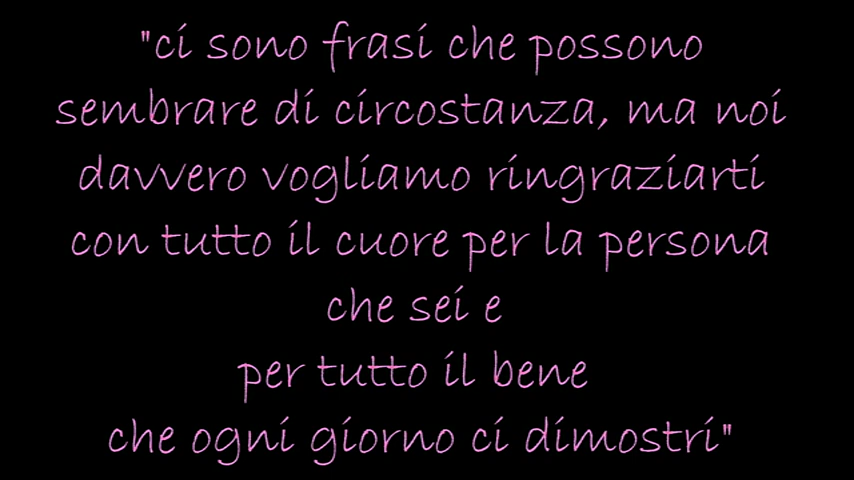 "ci sono frasi che possono
sembrare di circostanza, ma noi
davvero vogliamo ringraziarti
con tutto il cuore per la persona
che sei e
per tutto il bene
che ogni giorno ci dimostri"